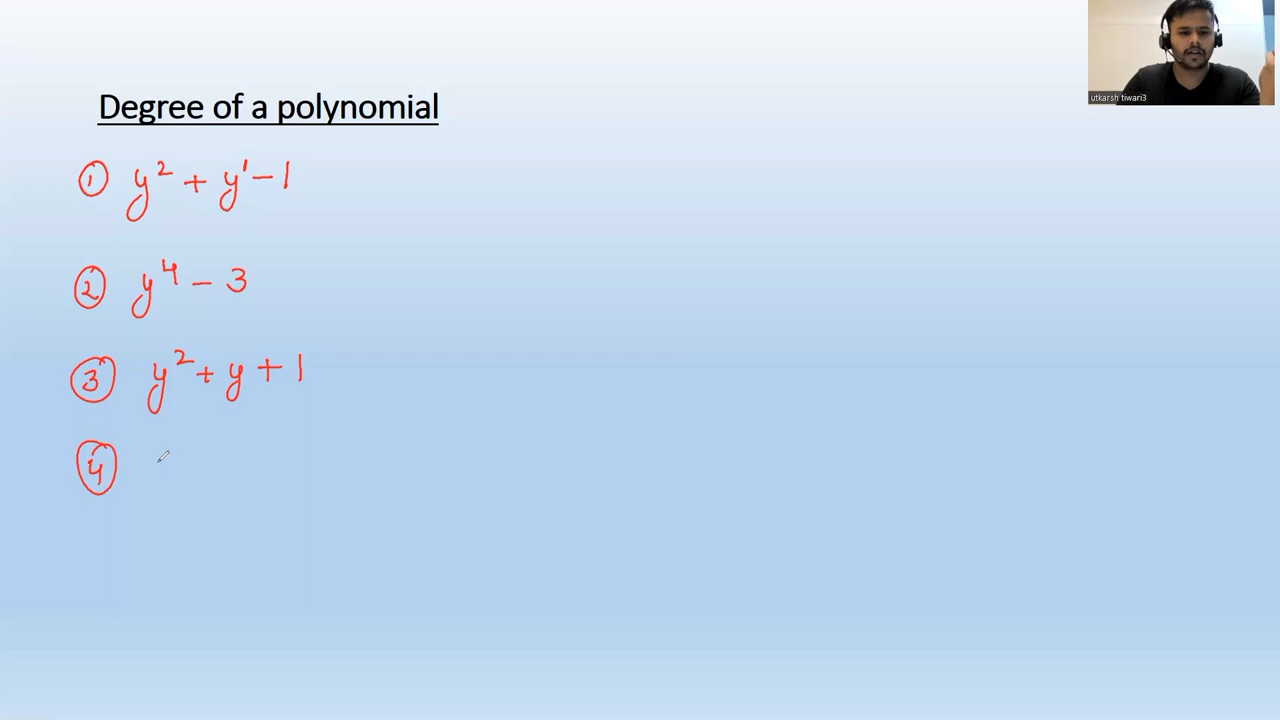 utkarsh tiwari3
Degree of a polynomial
① y² + y¹ − 1
② y⁴ − 3
③ y² + y + 1
④